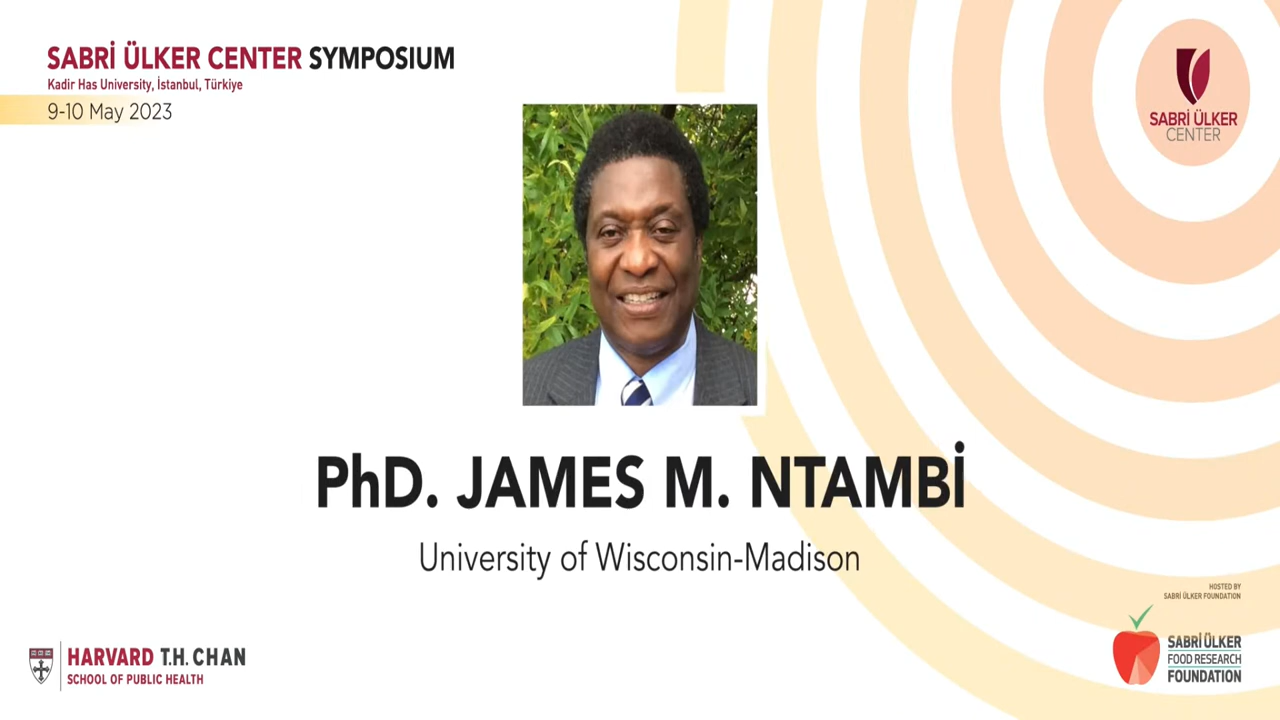 SABRİ ÜLKER CENTER SYMPOSIUM
Kadir Has University, İstanbul, Türkiye
9-10 May 2023
SABRİ ÜLKER
CENTER
PhD. JAMES M. NTAMBİ
University of Wisconsin-Madison
HOSTED BY
SABRİ ÜLKER FOUNDATION
HARVARD T.H. CHAN
SCHOOL OF PUBLIC HEALTH
SABRİ ÜLKER
FOOD RESEARCH
FOUNDATION